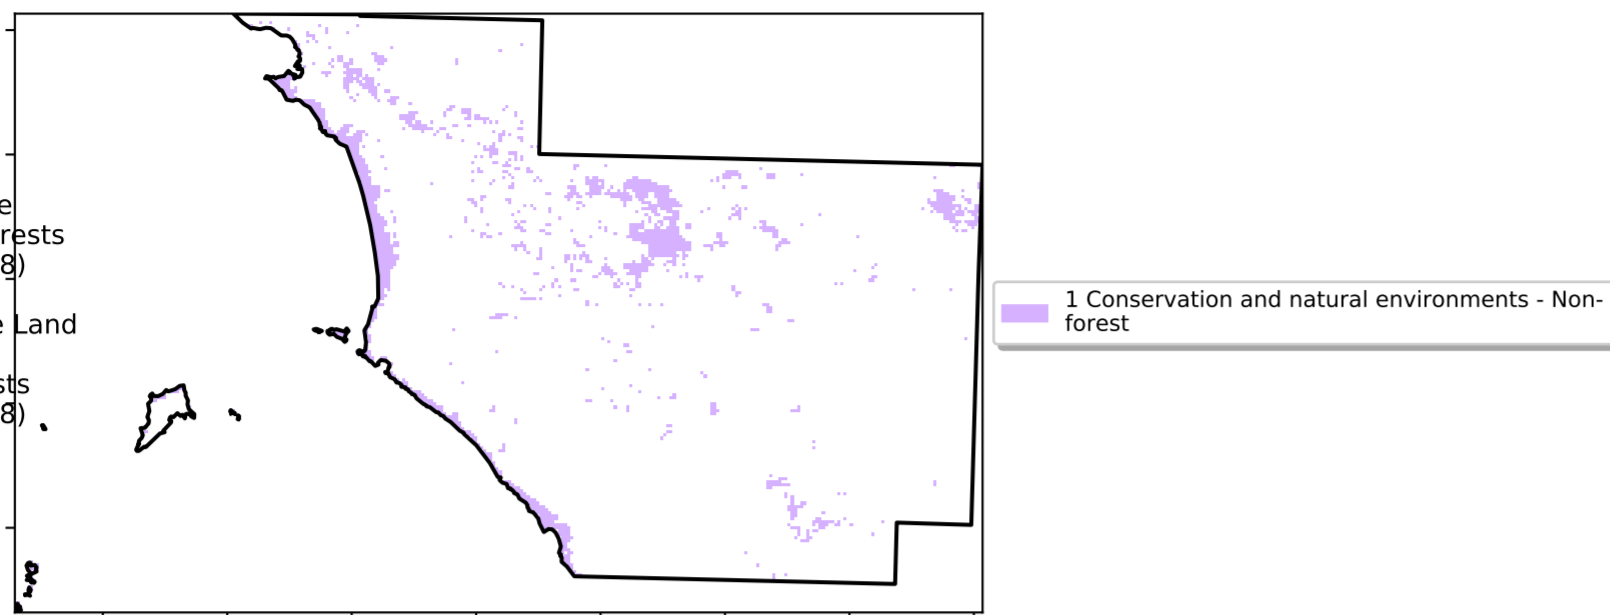 e
rests
8)
e Land
sts
8)
1 Conservation and natural environments - Non-
forest